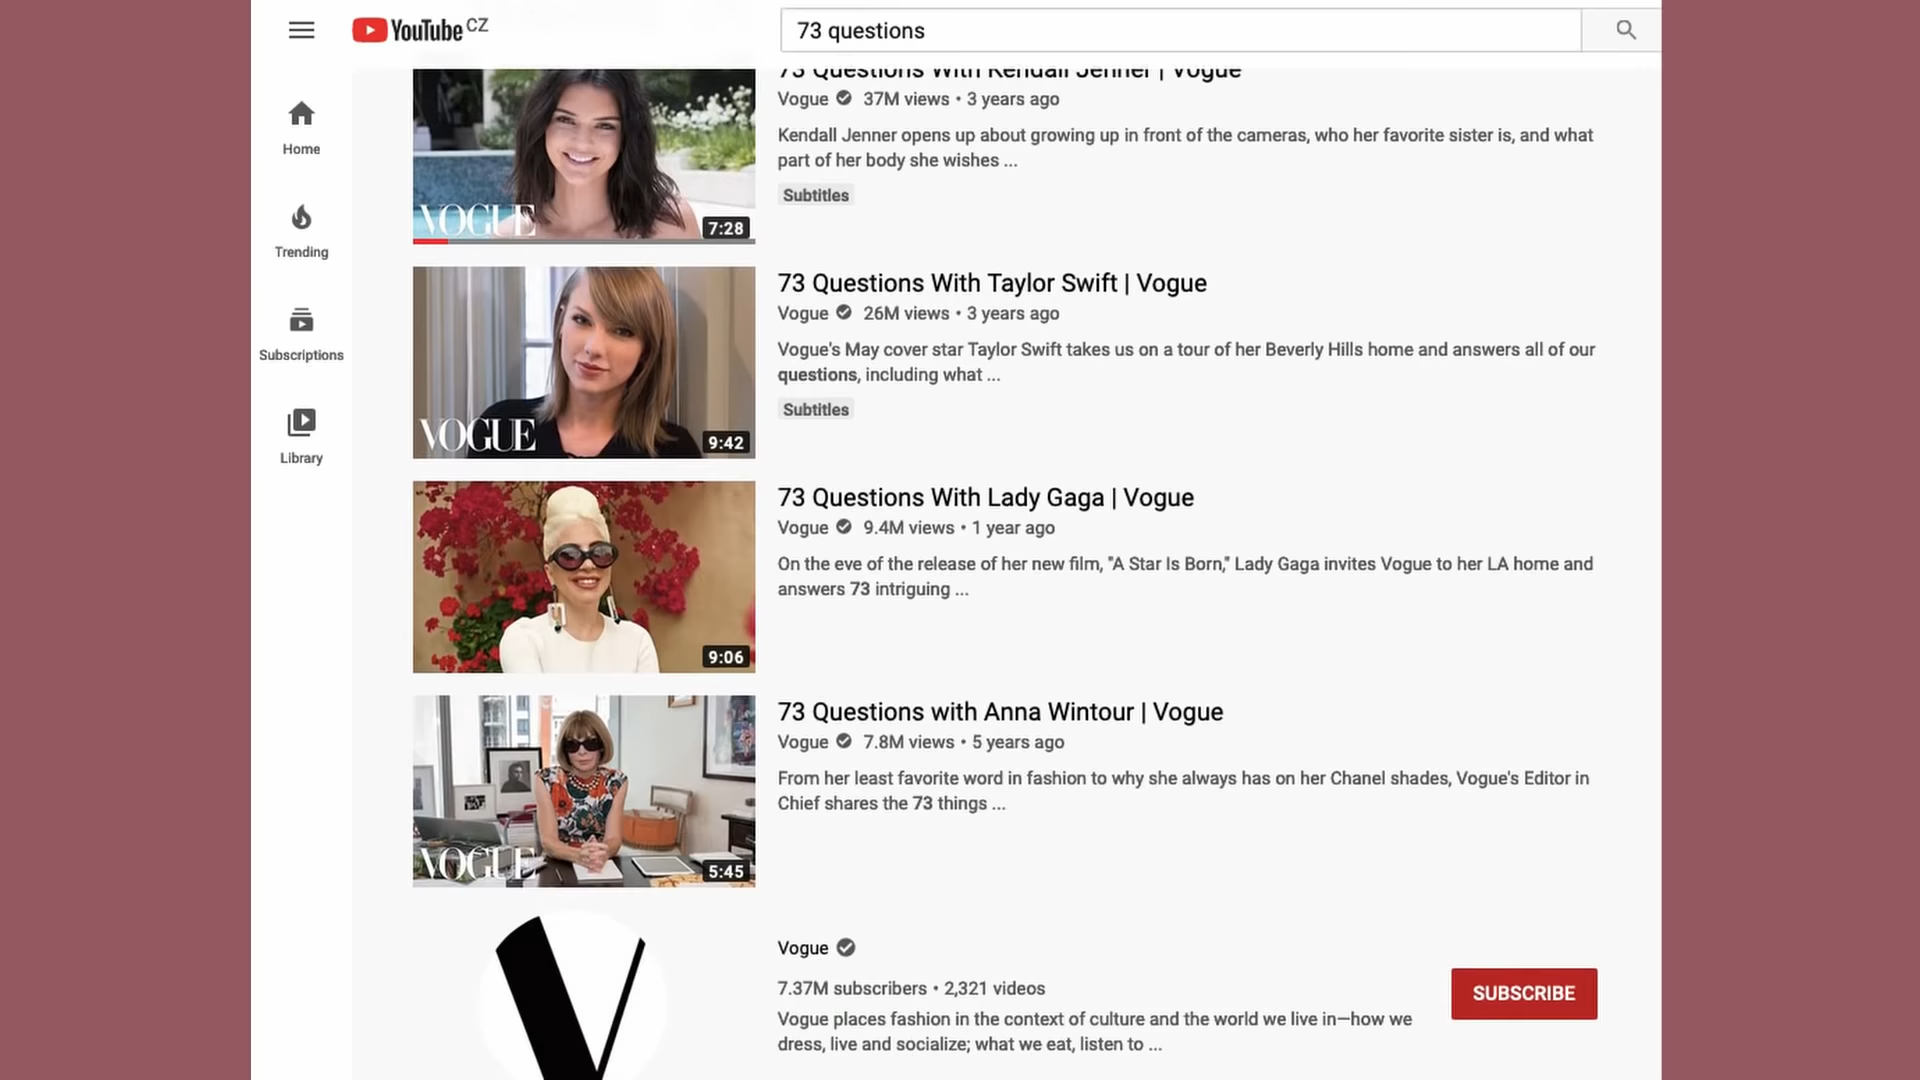 YouTube CZ
73 questions
Home
Trending
Subscriptions
Library
VOGUE
7:28
73 Questions With Kendall Jenner | Vogue
Vogue 37M views • 3 years ago
Kendall Jenner opens up about growing up in front of the cameras, who her favorite sister is, and what
part of her body she wishes ...
Subtitles
VOGUE
9:42
73 Questions With Taylor Swift | Vogue
Vogue 26M views • 3 years ago
Vogue's May cover star Taylor Swift takes us on a tour of her Beverly Hills home and answers all of our
questions, including what ...
Subtitles
9:06
73 Questions With Lady Gaga | Vogue
Vogue 9.4M views • 1 year ago
On the eve of the release of her new film, "A Star Is Born," Lady Gaga invites Vogue to her LA home and
answers 73 intriguing ...
VOGUE
5:45
73 Questions with Anna Wintour | Vogue
Vogue 7.8M views • 5 years ago
From her least favorite word in fashion to why she always has on her Chanel shades, Vogue's Editor in
Chief shares the 73 things ...
V
Vogue
7.37M subscribers • 2,321 videos
Vogue places fashion in the context of culture and the world we live in—how we
dress, live and socialize; what we eat, listen to ...
SUBSCRIBE